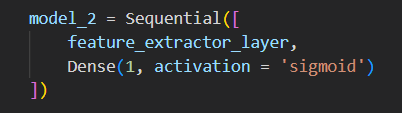 model_2 = Sequential([
    feature_extractor_layer,
    Dense(1, activation = 'sigmoid')
])